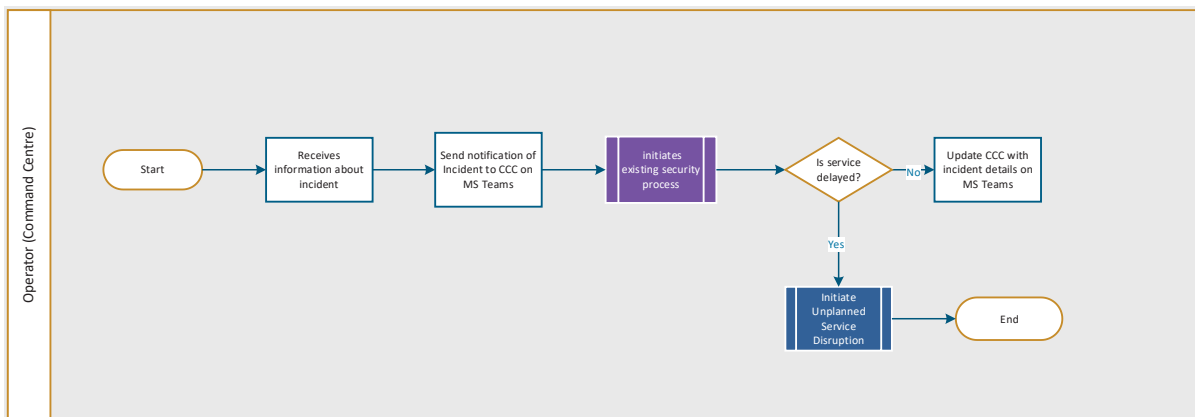 Operator (Command Centre)
Start
Receives
information about
incident
Send notification of
Incident to CCC on
MS Teams
initiates
existing security
process
Is service
delayed?
No
Update CCC with
incident details on
MS Teams
Yes
Initiate
Unplanned
Service
Disruption
End